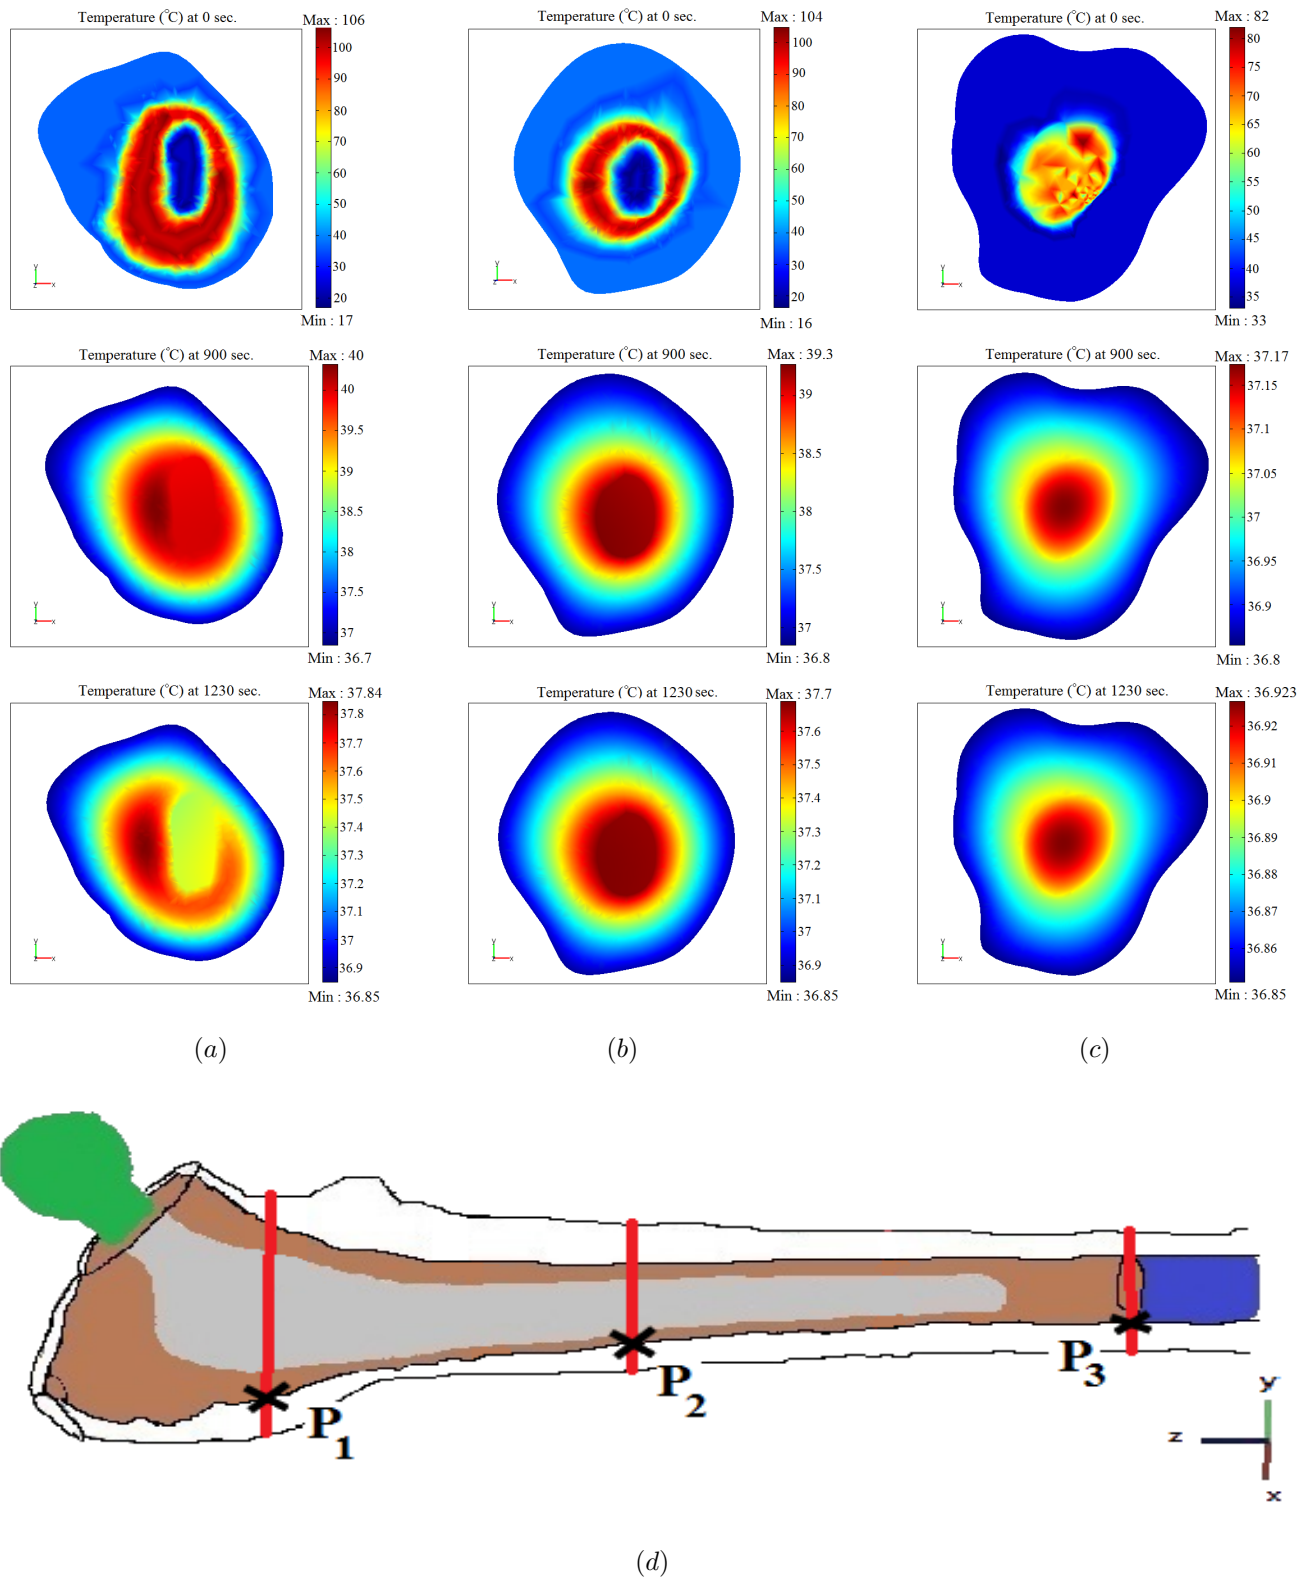 Temperature (°C) at 0 sec.
Max : 106
100
90
80
70
60
50
40
30
20
Min : 17
Temperature (°C) at 0 sec.
Max : 104
100
90
80
70
60
50
40
30
20
Min : 16
Temperature (°C) at 0 sec.
Max : 82
80
75
70
65
60
55
50
45
40
35
Min : 33
y
z x
y
z x
y
z x
Temperature (°C) at 900 sec.
Max : 40
40
39.5
39
38.5
38
37.5
37
Min : 36.7
Temperature (°C) at 900 sec.
Max : 39.3
39
38.5
38
37.5
37
Min : 36.8
Temperature (°C) at 900 sec.
Max : 37.17
37.15
37.1
37.05
37
36.95
36.9
Min : 36.8
y
z x
y
z x
y
z x
Temperature (°C) at 1230 sec.
Max : 37.84
37.8
37.7
37.6
37.5
37.4
37.3
37.2
37.1
37
36.9
Min : 36.85
Temperature (°C) at 1230 sec.
Max : 37.7
37.6
37.5
37.4
37.3
37.2
37.1
37
36.9
Min : 36.85
Temperature (°C) at 1230 sec.
Max : 36.923
36.92
36.91
36.9
36.89
36.88
36.87
36.86
Min : 36.85
y
z x
y
z x
y
z x
(a)
(b)
(c)
P1
P2
P3
y
z
x
(d)